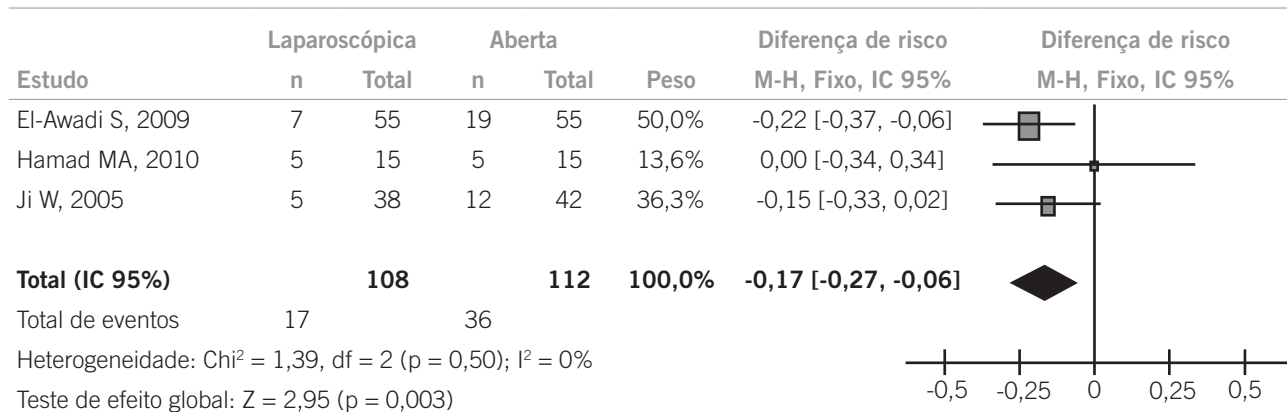 Laparoscópica Aberta Diferença de risco Diferença de risco
Estudo n Total n Total Peso M-H, Fixo, IC 95% M-H, Fixo, IC 95%
El-Awadi S, 2009 7 55 19 55 50,0% -0,22 [-0,37, -0,06]
Hamad MA, 2010 5 15 5 15 13,6% 0,00 [-0,34, 0,34]
Ji W, 2005 5 38 12 42 36,3% -0,15 [-0,33, 0,02]
Total (IC 95%) 108 112 100,0% -0,17 [-0,27, -0,06]
Total de eventos 17 36
Heterogeneidade: Chi² = 1,39, df = 2 (p = 0,50); I² = 0%
Teste de efeito global: Z = 2,95 (p = 0,003)
-0,5 -0,25 0 0,25 0,5